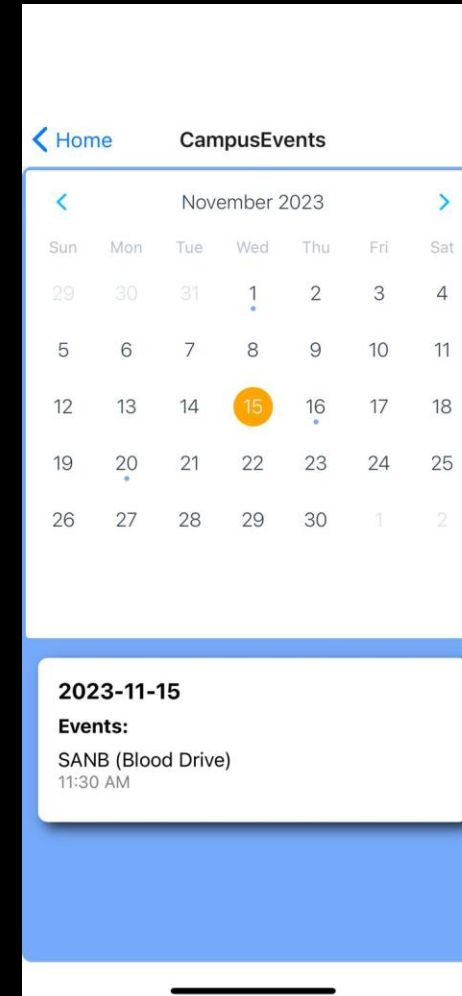 Home CampusEvents
November 2023
Sun Mon Tue Wed Thu Fri Sat
29 30 31 1 2 3 4
5 6 7 8 9 10 11
12 13 14 15 16 17 18
19 20 21 22 23 24 25
26 27 28 29 30 1 2
2023-11-15
Events:
SANB (Blood Drive)
11:30 AM